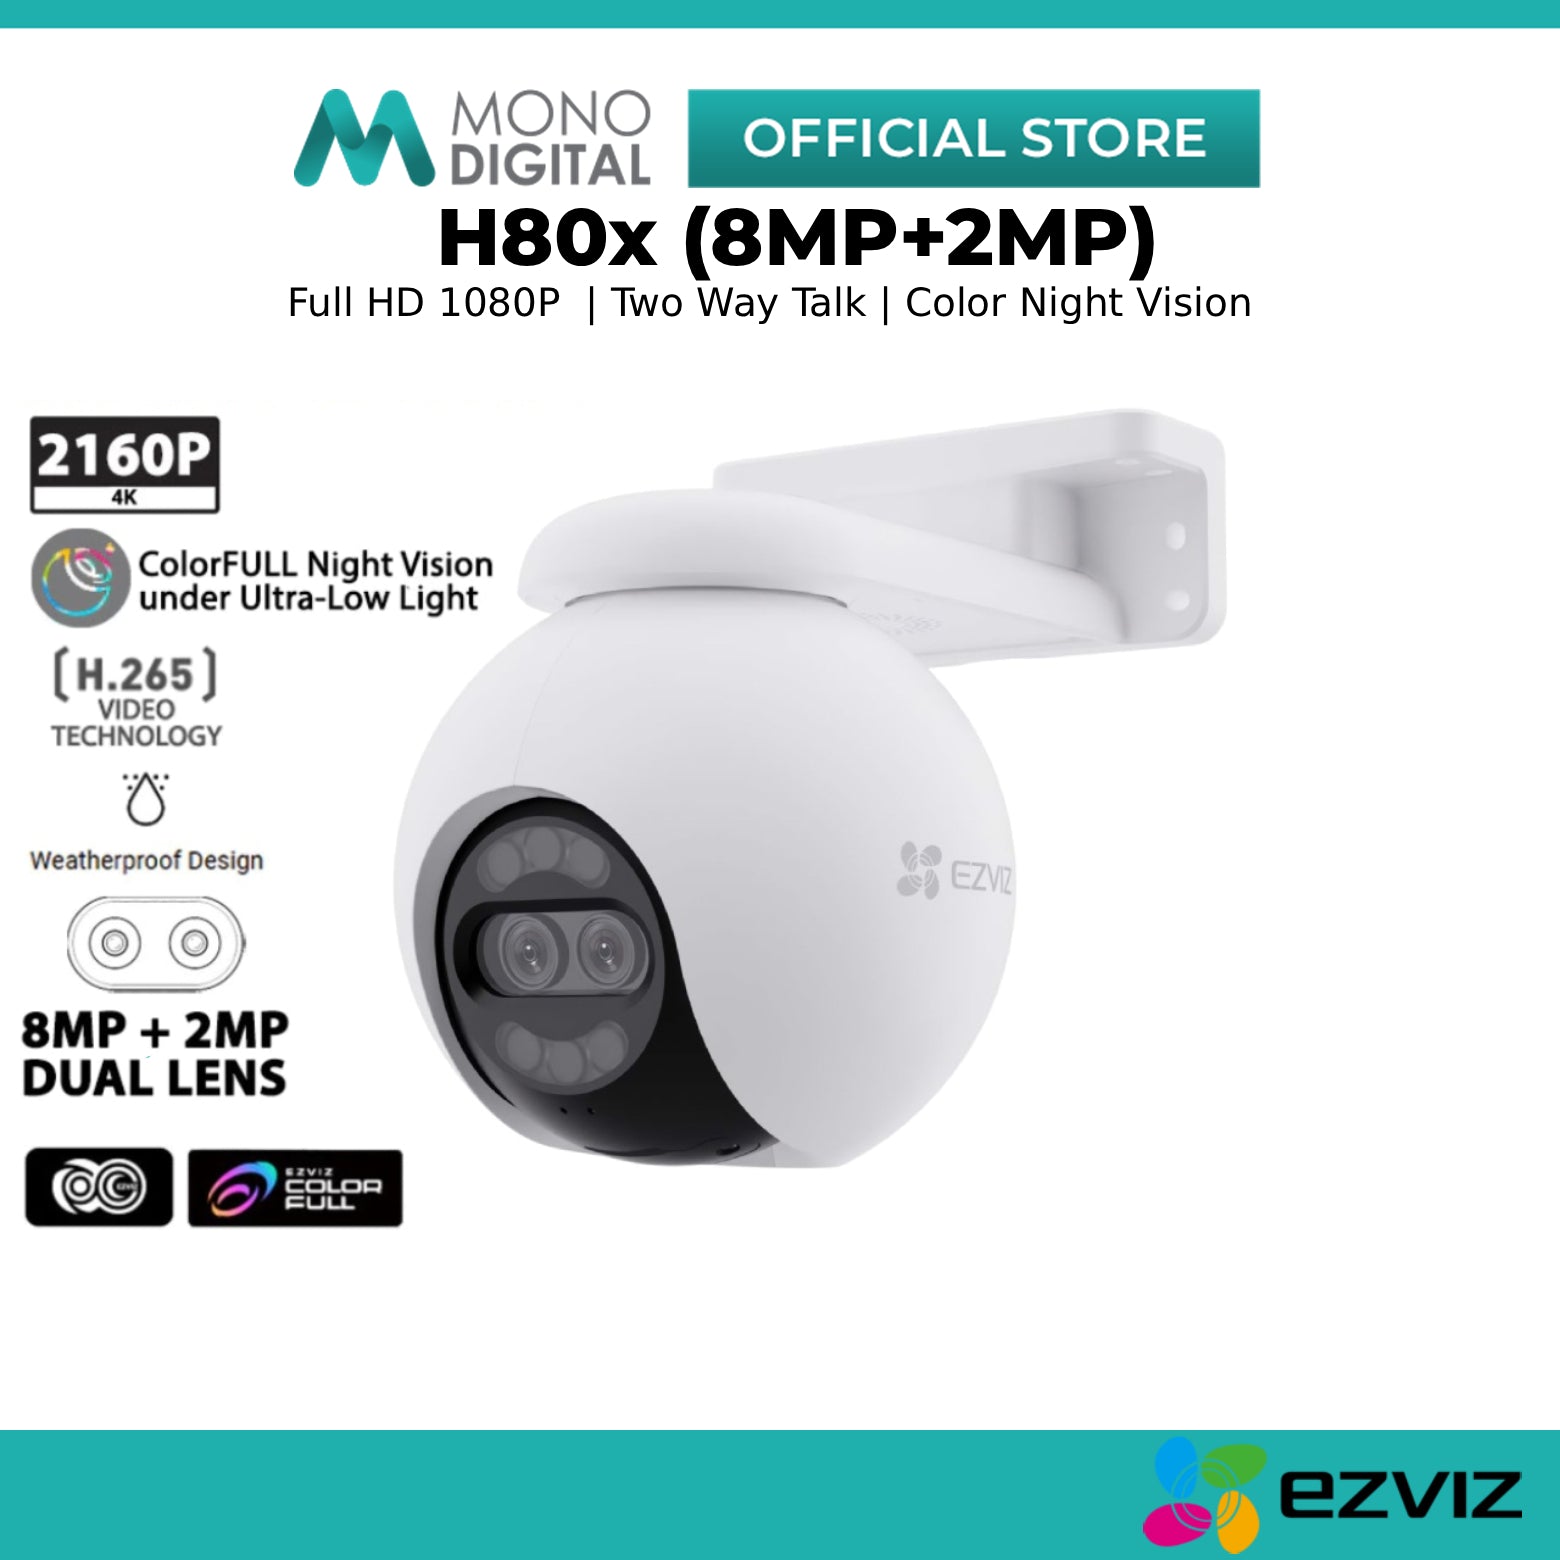 MONO
DIGITAL
OFFICIAL STORE
H80x (8MP+2MP)
Full HD 1080P | Two Way Talk | Color Night Vision
2160P
4K
ColorFULL Night Vision
under Ultra-Low Light
[H.265]
VIDEO
TECHNOLOGY
Weatherproof Design
8MP + 2MP
DUAL LENS
EZVIZ
COLOR
FULL
EZVIZ
ezviz